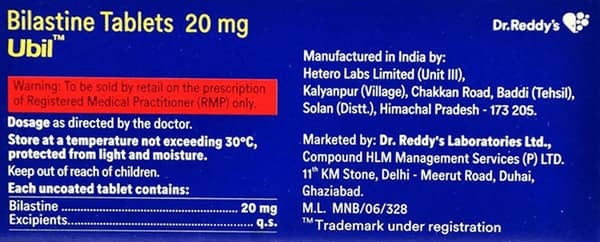 Bilastine Tablets 20 mg
Ubil™
Warning: To be sold by retail on the prescription
of Registered Medical Practitioner (RMP) only.
Dosage as directed by the doctor.
Store at a temperature not exceeding 30°C,
protected from light and moisture.
Keep out of reach of children.
Each uncoated tablet contains:
Bilastine ........................................ 20 mg
Excipients....................................... q.s.
Dr.Reddy's
Manufactured in India by:
Hetero Labs Limited (Unit III),
Kalyanpur (Village), Chakkan Road, Baddi (Tehsil),
Solan (Distt.), Himachal Pradesh - 173 205.
Marketed by: Dr. Reddy's Laboratories Ltd.,
Compound HLM Management Services (P) LTD.
11th KM Stone, Delhi - Meerut Road, Duhai,
Ghaziabad.
M.L. MNB/06/328
™Trademark under registration